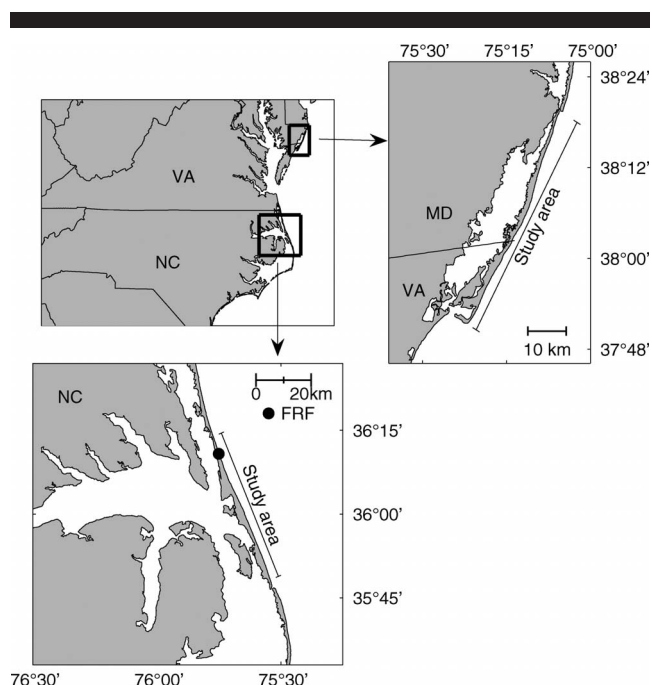 75°30’ 75°15’ 75°00’
38°24’
VA
38°12’
MD
Study area
NC
38°00’
VA
10 km
37°48’
NC
0 20km
FRF
36°15’
Study area
36°00’
35°45’
76°30’ 76°00’ 75°30’